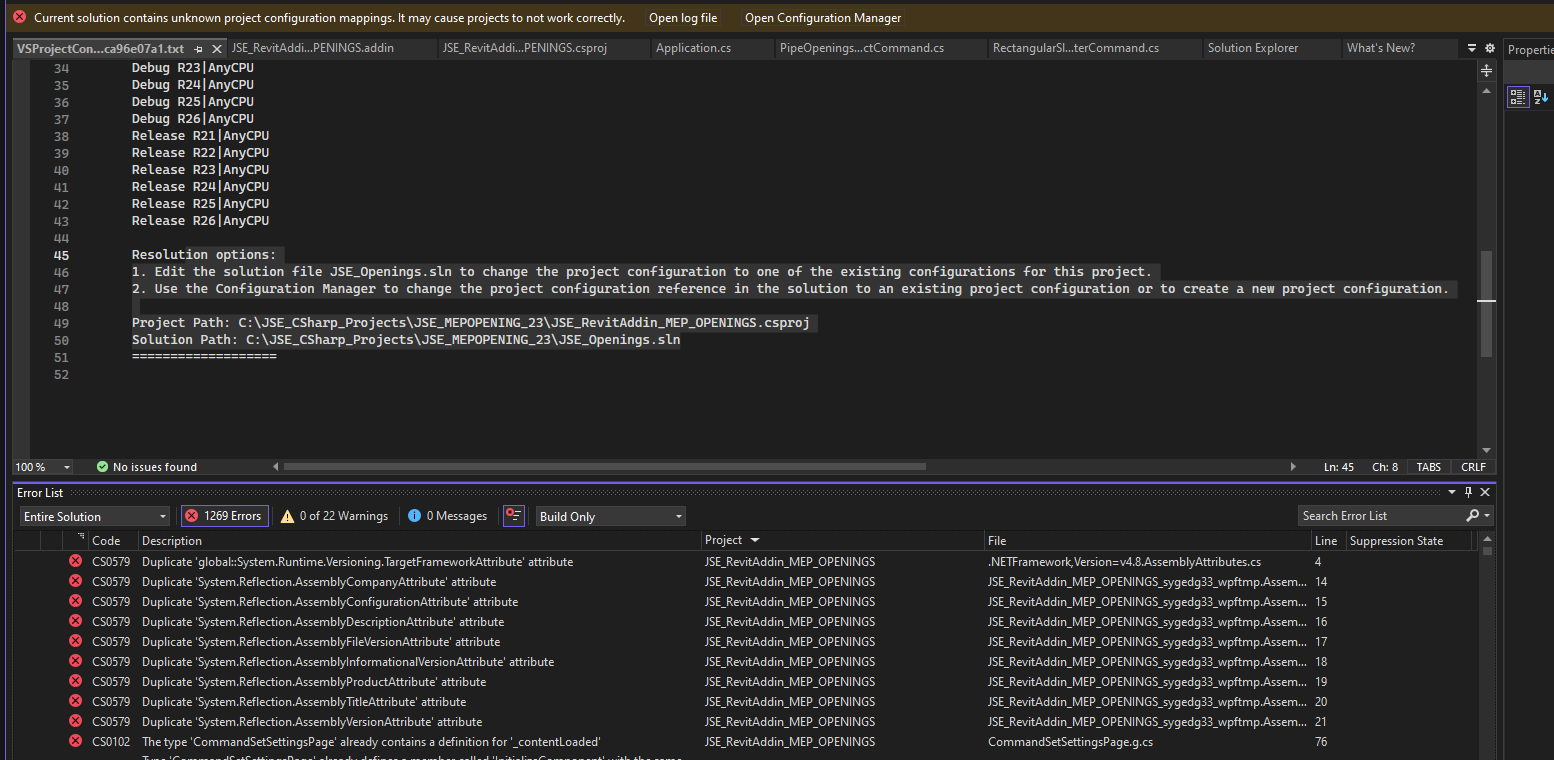 Current solution contains unknown project configuration mappings. It may cause projects to not work correctly. Open log file Open Configuration Manager
VSProjectCon...ca96e07a1.txt JSE_RevitAddi...PENINGS.addin JSE_RevitAddi...PENINGS.csproj Application.cs PipeOpenings...ctCommand.cs RectangularSl...terCommand.cs Solution Explorer What's New? Propertie
34 Debug R23|AnyCPU
35 Debug R24|AnyCPU
36 Debug R25|AnyCPU
37 Debug R26|AnyCPU
38 Release R21|AnyCPU
39 Release R22|AnyCPU
40 Release R23|AnyCPU
41 Release R24|AnyCPU
42 Release R25|AnyCPU
43 Release R26|AnyCPU
44
45 Resolution options:
46 1. Edit the solution file JSE_Openings.sln to change the project configuration to one of the existing configurations for this project.
47 2. Use the Configuration Manager to change the project configuration reference in the solution to an existing project configuration or to create a new project configuration.
48
49 Project Path: C:\JSE_CSharp_Projects\JSE_MEPOPENING_23\JSE_RevitAddin_MEP_OPENINGS.csproj
50 Solution Path: C:\JSE_CSharp_Projects\JSE_MEPOPENING_23\JSE_Openings.sln
51 ===================
52
100 % No issues found Ln: 45 Ch: 8 TABS CRLF
Error List
Entire Solution 1269 Errors 0 of 22 Warnings 0 Messages Build Only Search Error List
Code Description Project File Line Suppression State
CS0579 Duplicate 'global::System.Runtime.Versioning.TargetFrameworkAttribute' attribute JSE_RevitAddin_MEP_OPENINGS .NETFramework,Version=v4.8.AssemblyAttributes.cs 4
CS0579 Duplicate 'System.Reflection.AssemblyCompanyAttribute' attribute JSE_RevitAddin_MEP_OPENINGS JSE_RevitAddin_MEP_OPENINGS_sygedg33_wpftmp.Assem... 14
CS0579 Duplicate 'System.Reflection.AssemblyConfigurationAttribute' attribute JSE_RevitAddin_MEP_OPENINGS JSE_RevitAddin_MEP_OPENINGS_sygedg33_wpftmp.Assem... 15
CS0579 Duplicate 'System.Reflection.AssemblyDescriptionAttribute' attribute JSE_RevitAddin_MEP_OPENINGS JSE_RevitAddin_MEP_OPENINGS_sygedg33_wpftmp.Assem... 16
CS0579 Duplicate 'System.Reflection.AssemblyFileVersionAttribute' attribute JSE_RevitAddin_MEP_OPENINGS JSE_RevitAddin_MEP_OPENINGS_sygedg33_wpftmp.Assem... 17
CS0579 Duplicate 'System.Reflection.AssemblyInformationalVersionAttribute' attribute JSE_RevitAddin_MEP_OPENINGS JSE_RevitAddin_MEP_OPENINGS_sygedg33_wpftmp.Assem... 18
CS0579 Duplicate 'System.Reflection.AssemblyProductAttribute' attribute JSE_RevitAddin_MEP_OPENINGS JSE_RevitAddin_MEP_OPENINGS_sygedg33_wpftmp.Assem... 19
CS0579 Duplicate 'System.Reflection.AssemblyTitleAttribute' attribute JSE_RevitAddin_MEP_OPENINGS JSE_RevitAddin_MEP_OPENINGS_sygedg33_wpftmp.Assem... 20
CS0579 Duplicate 'System.Reflection.AssemblyVersionAttribute' attribute JSE_RevitAddin_MEP_OPENINGS JSE_RevitAddin_MEP_OPENINGS_sygedg33_wpftmp.Assem... 21
CS0102 The type 'CommandSetSettingsPage' already contains a definition for '_contentLoaded' JSE_RevitAddin_MEP_OPENINGS CommandSetSettingsPage.g.cs 76